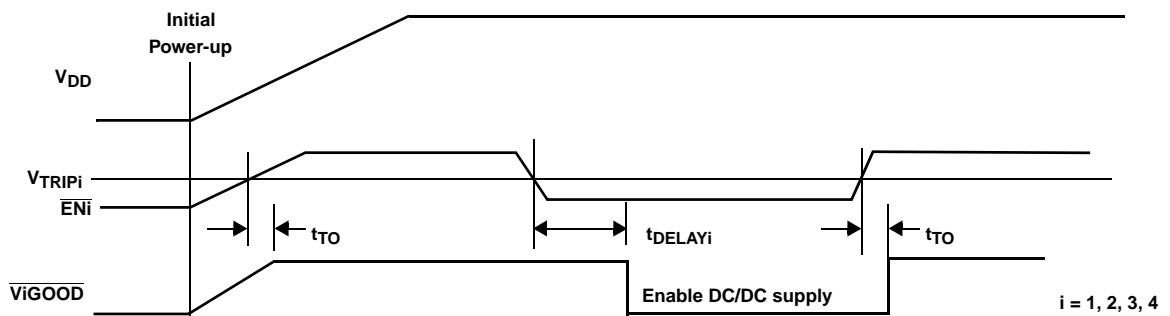 Initial
Power-up
VDD
VTRIPi
ENi
tTO
tDELAYi
tTO
ViGOOD
Enable DC/DC supply
i = 1, 2, 3, 4